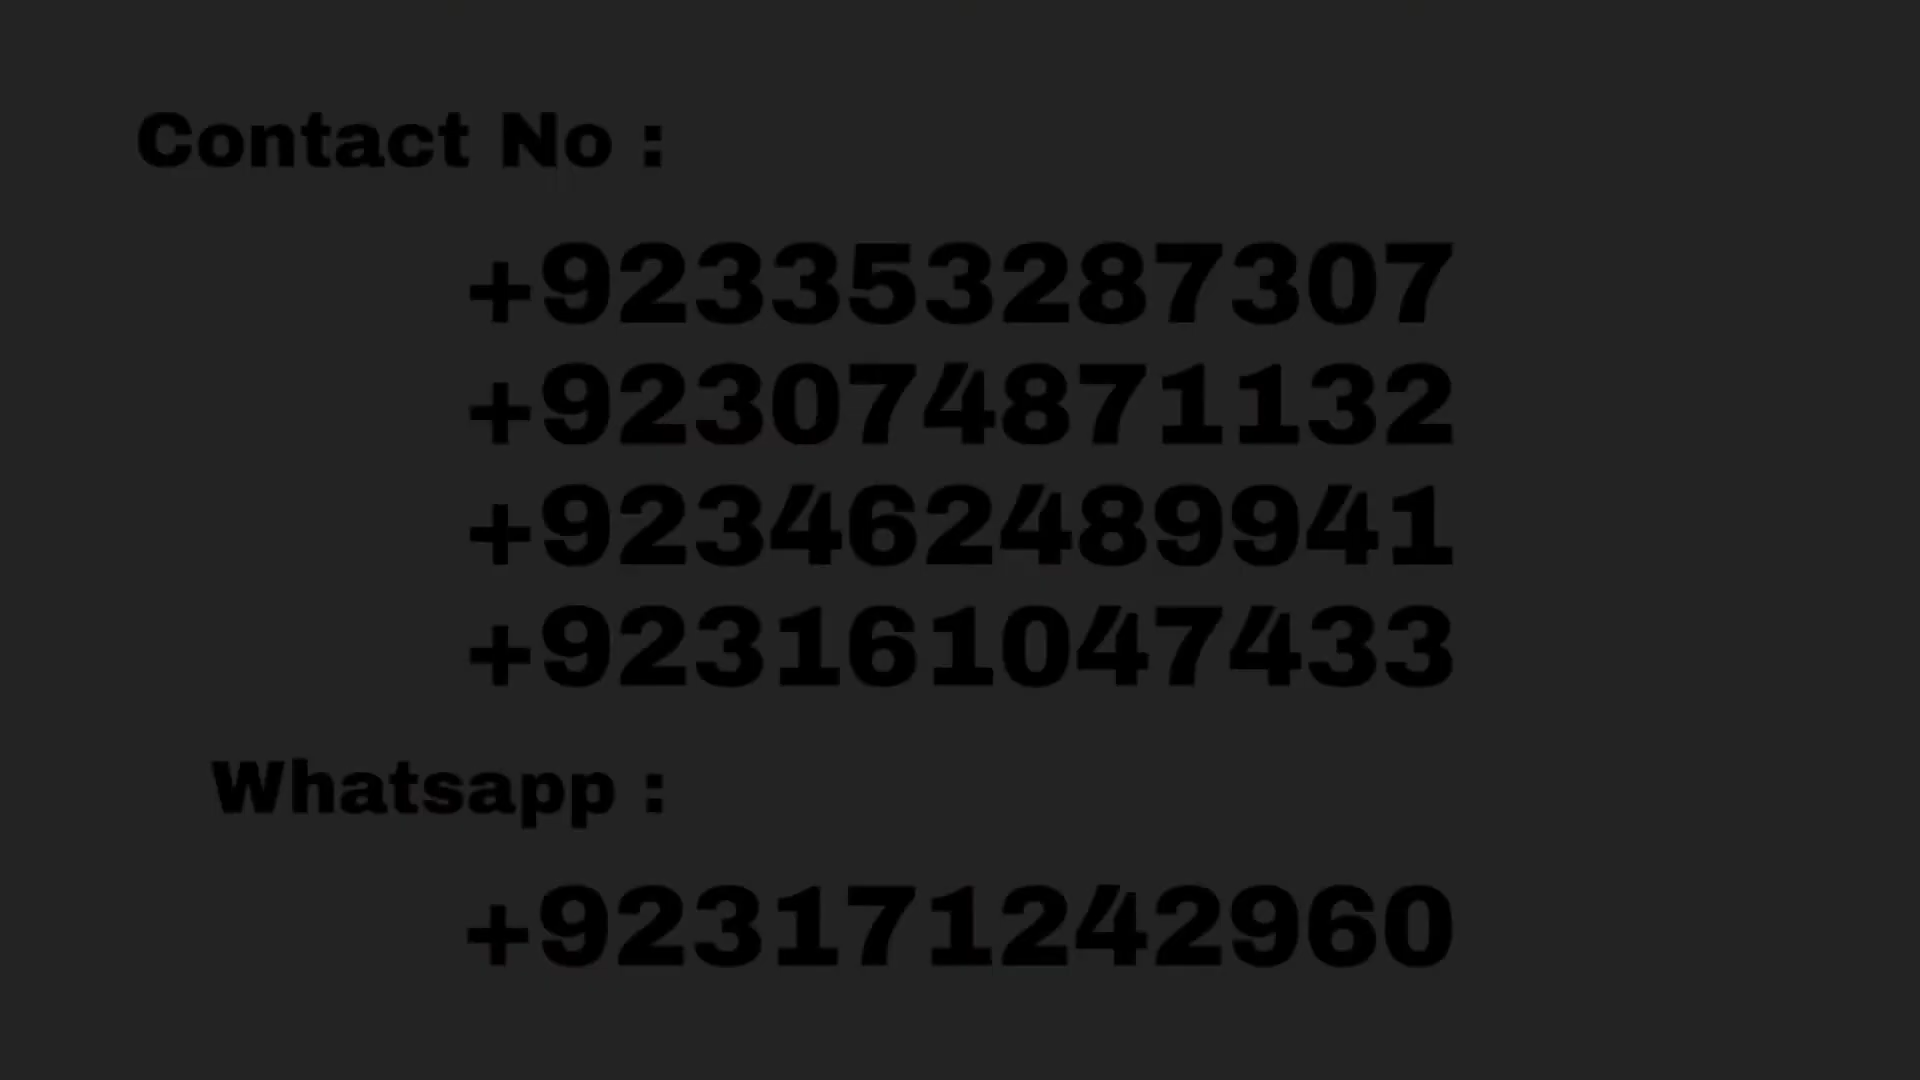 Contact No :
+923353287307
+923074871132
+923462489941
+923161047433
Whatsapp :
+923171242960